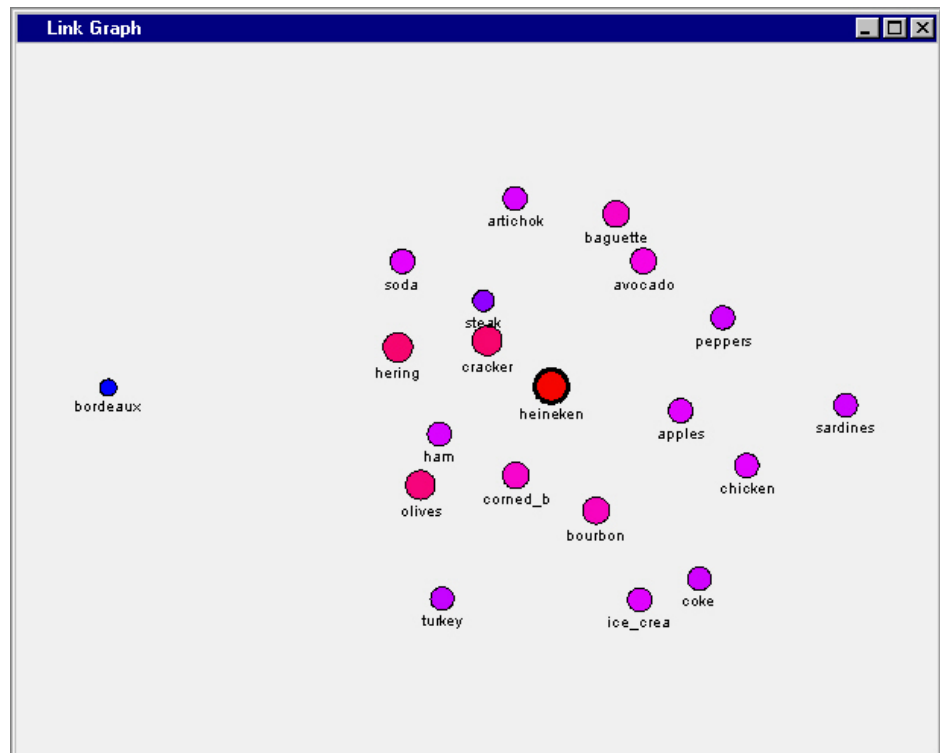 Link Graph
artichok
baguette
soda
avocado
steak
peppers
hering
cracker
bordeaux
heineken
apples
sardines
ham
chicken
olives
corned_b
bourbon
coke
turkey
ice_crea